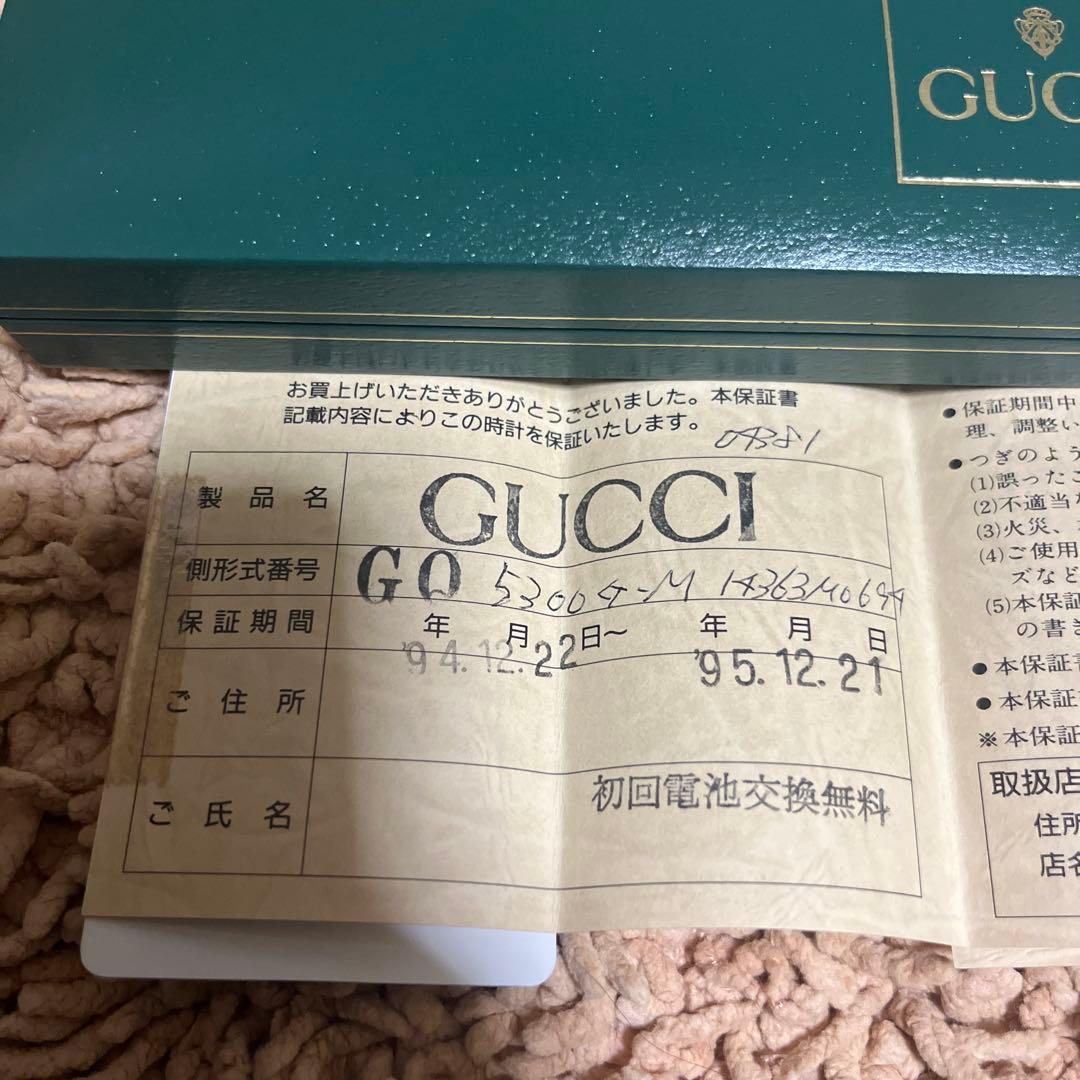 GUC
お買上げいただきありがとうございました。本保証書
記載内容によりこの時計を保証いたします。
製品名 GUCCI
側形式番号 GQ 5300 -M
保証期間 年 月 日〜 年 月 日
'94.12.22 '95.12.21
ご住所
ご氏名
初回電池交換無料
● 保証期間中
理、調整い
● つぎのよう
(1)誤ったこ
(2)不適当な
(3)火災、
(4)ご使用
ズなど
(5)本保証
の書き
● 本保証書
● 本保証
※ 本保証
取扱店
住所
店名